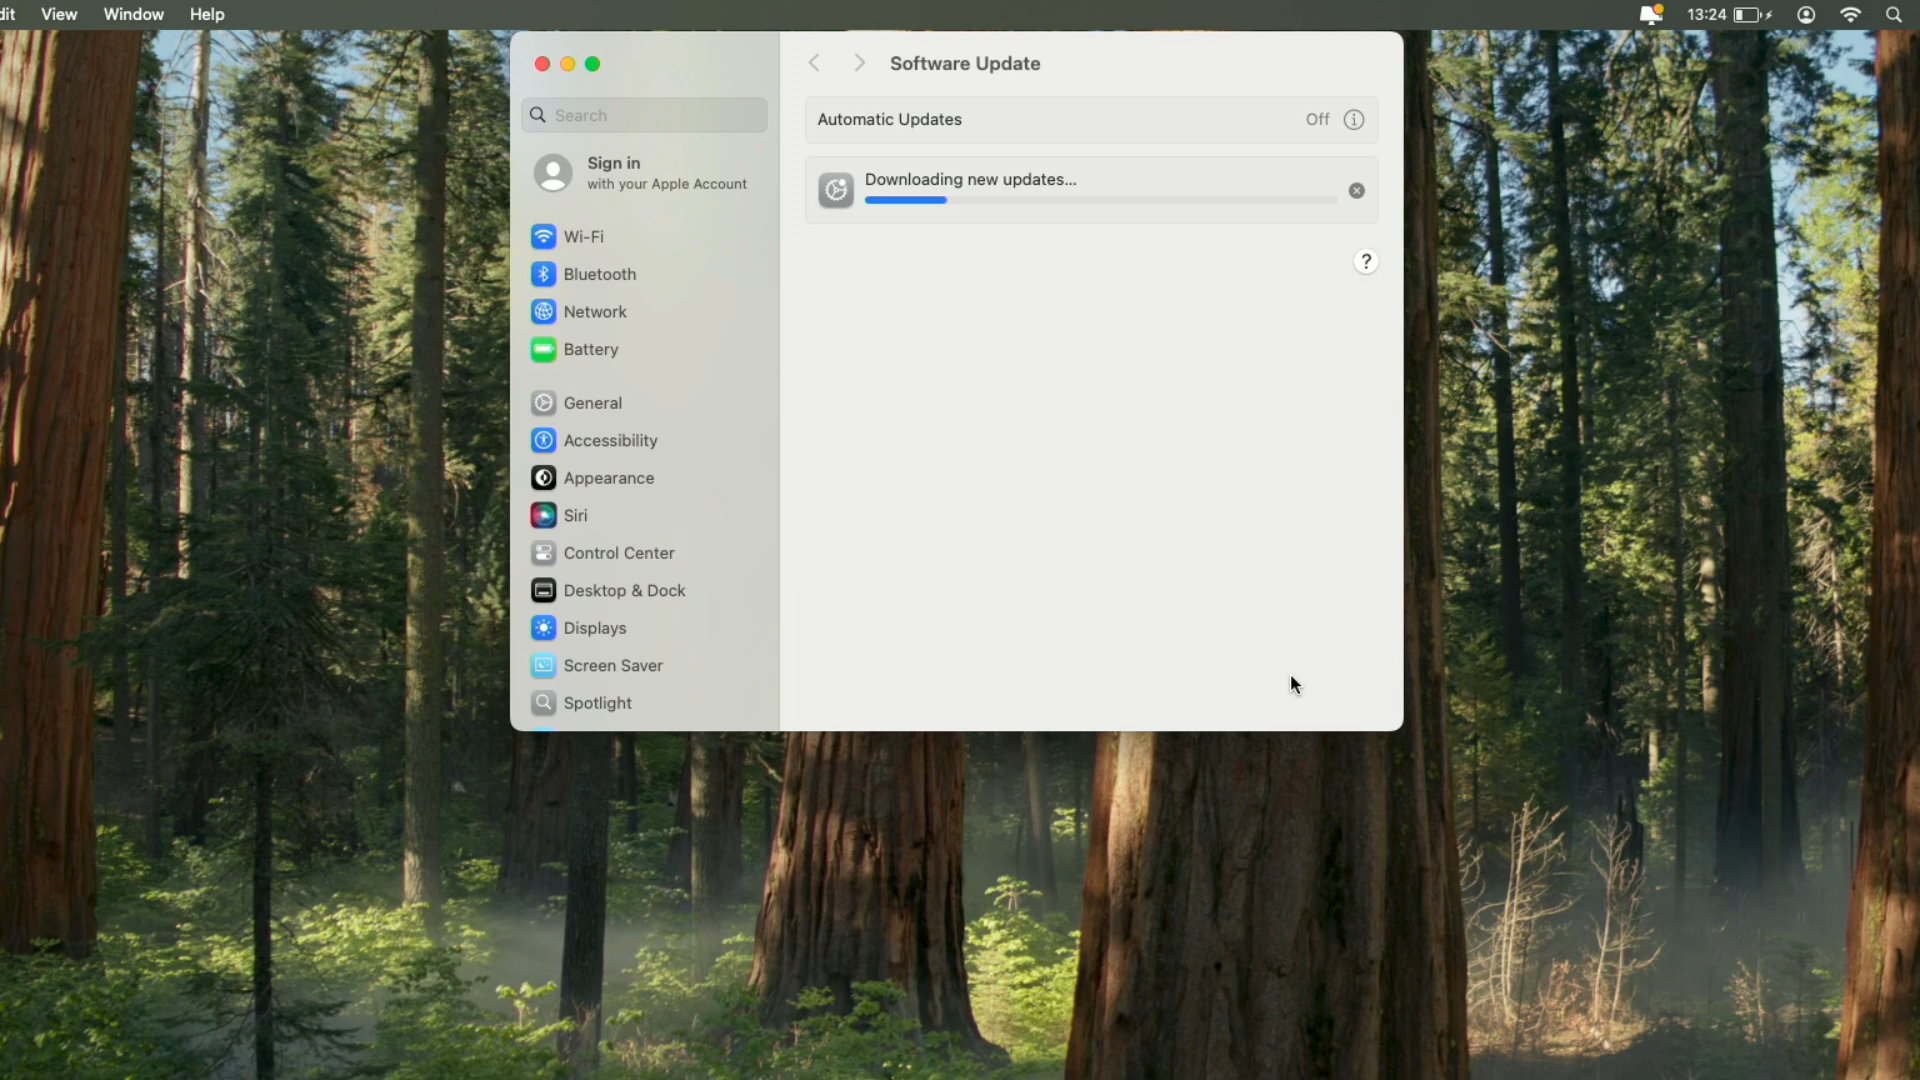 dit View Window Help 13:24
Software Update
Search
Automatic Updates Off
Sign in
with your Apple Account
Downloading new updates...
Wi-Fi
?
Bluetooth
Network
Battery
General
Accessibility
Appearance
Siri
Control Center
Desktop & Dock
Displays
Screen Saver
Spotlight